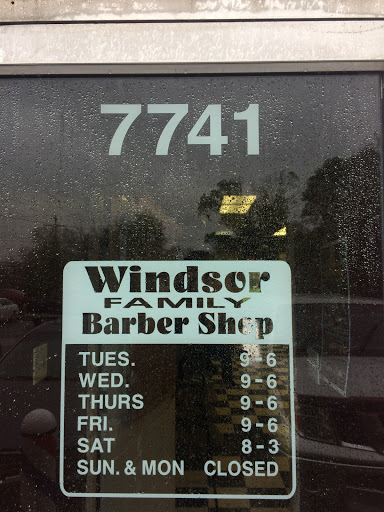 7741
Windsor
FAMILY
Barber Shop
TUES. 9-6
WED. 9-6
THURS 9-6
FRI. 9-6
SAT 8-3
SUN. & MON CLOSED